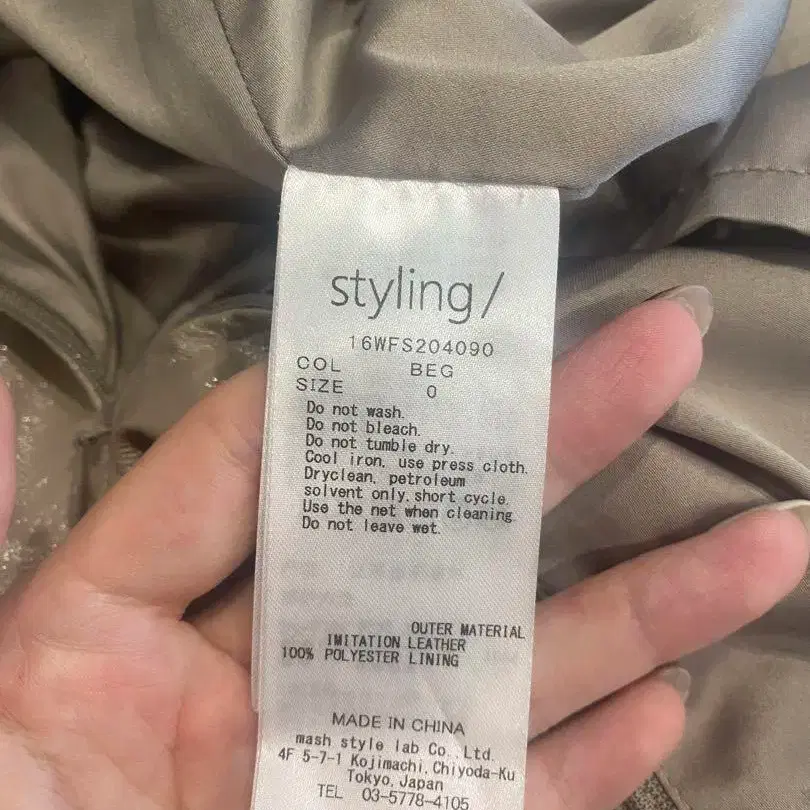 styling/
16WFS204090
COL BEG
SIZE 0
Do not wash.
Do not bleach.
Do not tumble dry.
Cool iron, use press cloth.
Dryclean, petroleum
solvent only, short cycle.
Use the net when cleaning.
Do not leave wet.
OUTER MATERIAL
IMITATION LEATHER
100% POLYESTER LINING
MADE IN CHINA
mash style lab Co.,Ltd.
4F 5-7-1 Kojimachi,Chiyoda-Ku
Tokyo,Japan
TEL 03-5778-4105